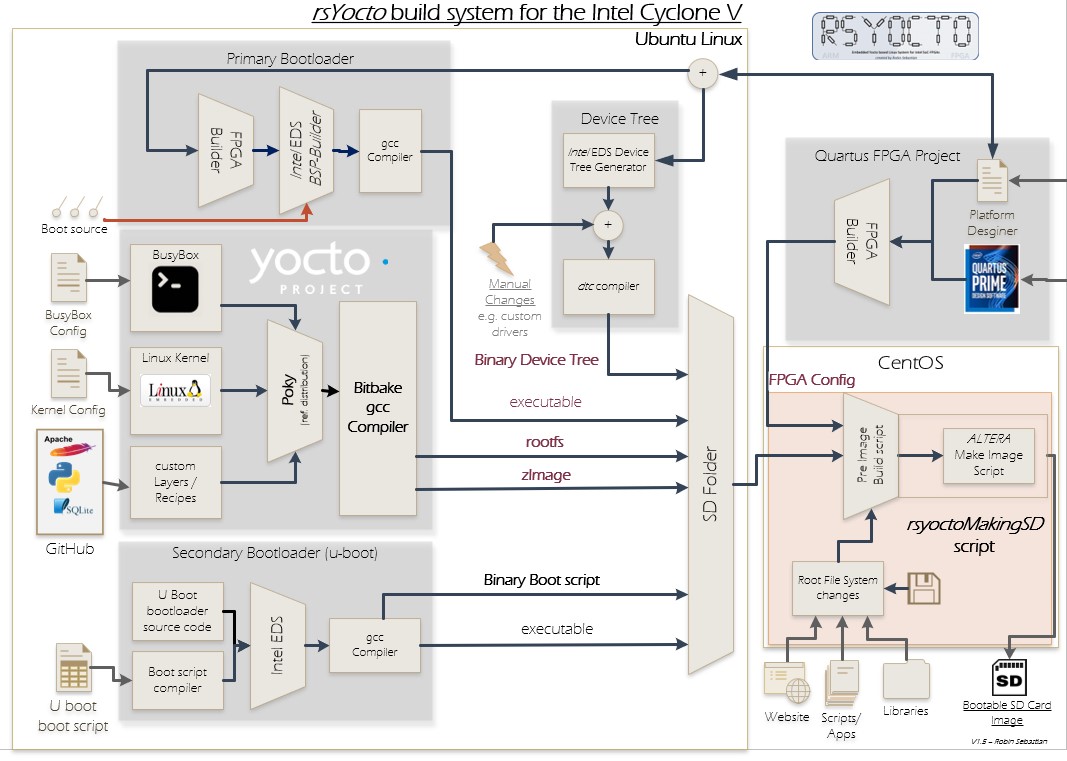 rsYocto build system for the Intel Cyclone V
Ubuntu Linux
RSYOCTO
Primary Bootloader
FPGA
Builder
Intel EDS
BSP-Builder
gcc
Compiler
Boot source
Device Tree
Intel EDS Device
Tree Generator
+
+
dtc compiler
Manual
Changes
e.g. custom
drivers
Quartus FPGA Project
Platform
Desginer
FPGA
Builder
intel
QUARTUS
PRIME
DESIGN SOFTWARE
BusyBox
yocto
PROJECT
BusyBox
Config
Linux Kernel
Linux
EMBEDDED
Kernel Config
Poky
(ref. distribution)
Bitbake
gcc
Compiler
Apache
SQLite
GitHub
custom
Layers /
Recipes
Binary Device Tree
executable
rootfs
zImage
SD Folder
Secondary Bootloader (u-boot)
U Boot
bootloader
source code
Boot script
compiler
Intel EDS
gcc
Compiler
U boot
boot script
Binary Boot script
executable
CentOS
FPGA Config
Pre Image
Build script
ALTERA
Make Image
Script
rsyoctoMakingSD
script
Root File System
changes
Website
Scripts/
Apps
Libraries
SD
Bootable SD Card
Image
V1.5 – Robin Sebastian